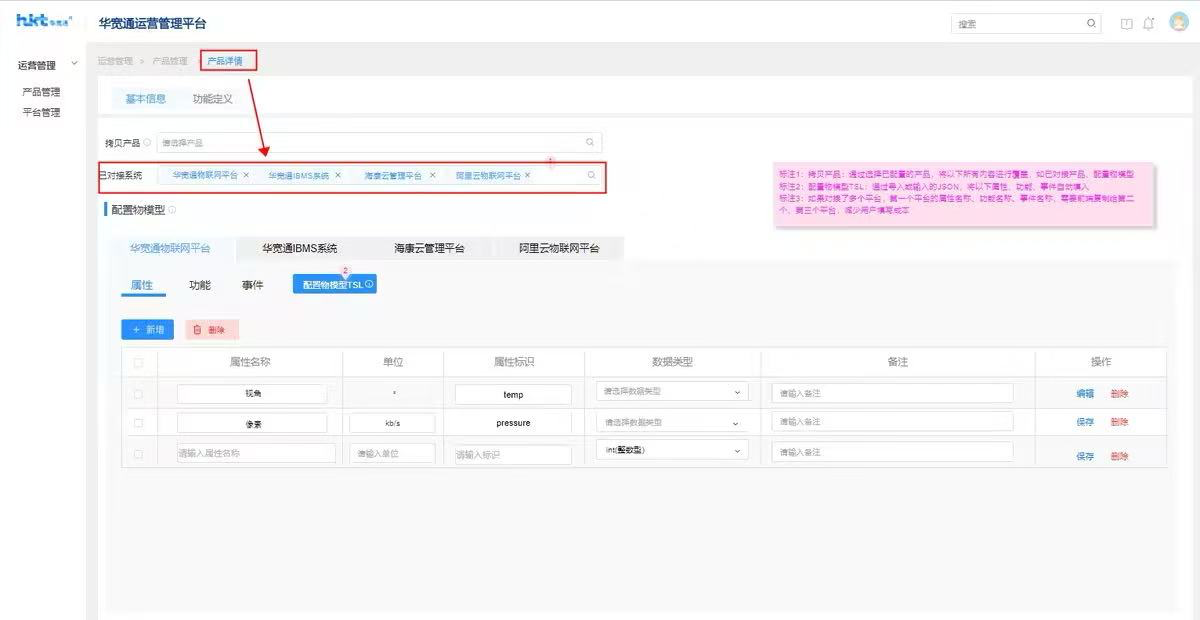 hkt 华宽通
华宽通运营管理平台
搜索
运营管理
产品管理
平台管理
运营管理 > 产品管理 > 产品详情
基本信息 功能定义
拷贝产品 请选择产品
1
已对接系统 华宽通物联网平台 × 华宽通IBMS系统 × 海康云管理平台 × 阿里云物联网平台 ×
标注1：拷贝产品：通过选择已配置的产品，将以下所有内容进行覆盖，如已对接产品、配置物模型
标注2：配置物模型TSL：通过导入或输入的JSON，将以下属性、功能、事件自动填入
标注3：如果对接了多个平台，第一个平台的属性名称、功能名称、事件名称，需要前端复制给第二
个、第三个平台，减少用户填写成本
配置物模型
华宽通物联网平台 华宽通IBMS系统 海康云管理平台 阿里云物联网平台
2
属性 功能 事件 配置物模型TSL
+ 新增 删除
属性名称 单位 属性标识 数据类型 备注 操作
视角 ° temp 请选择数据类型 请输入备注 编辑 删除
像素 kb/s pressure 请选择数据类型 请输入备注 保存 删除
请输入属性名称 请输入单位 请输入标识 int(整数型) 请输入备注 保存 删除